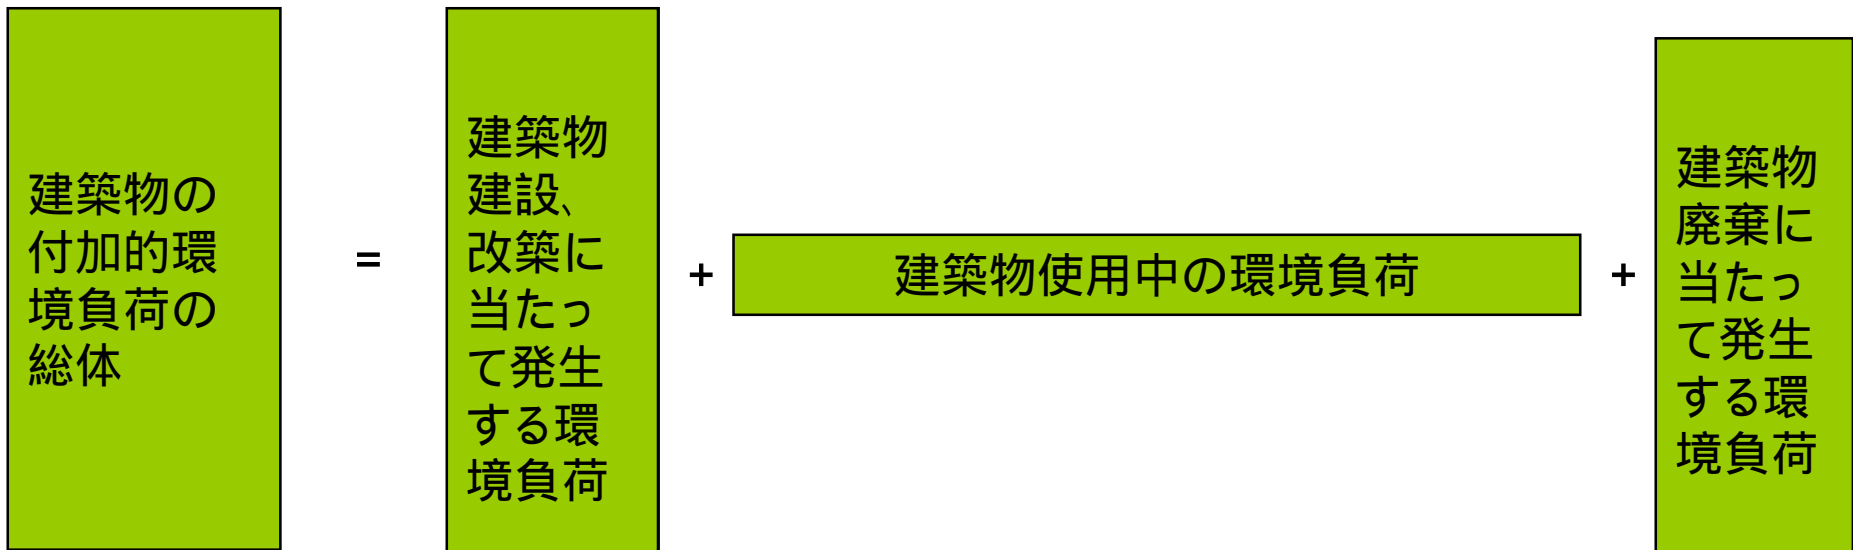 建築物の
付加的環
境負荷の
総体
=
建築物
建設、
改築に
当たっ
て発生
する環
境負荷
+
建築物使用中の環境負荷
+
建築物
廃棄に
当たっ
て発生
する環
境負荷